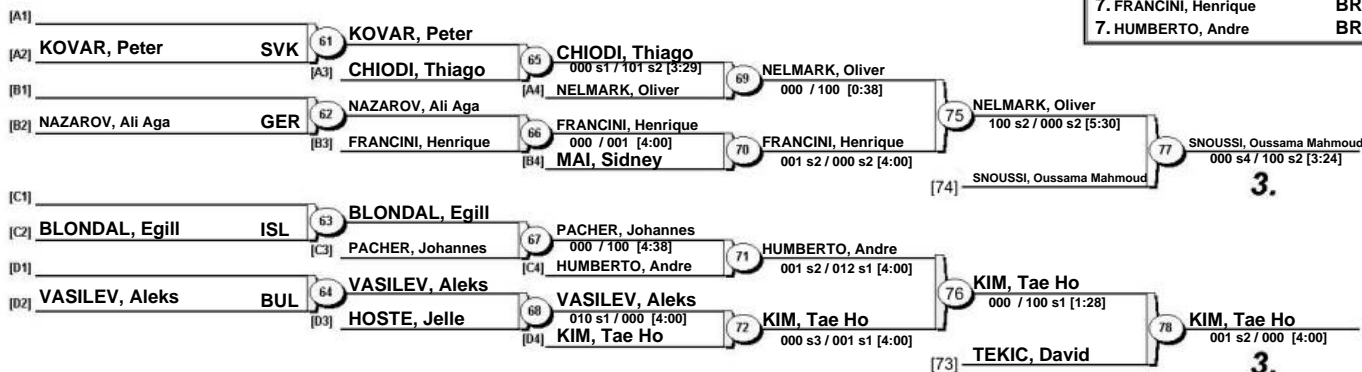 7. FRANCINI, Henrique BR
7. HUMBERTO, Andre BR
[A1]
[A2] KOVAR, Peter SVK
61
KOVAR, Peter
[A3] CHIODI, Thiago
65
CHIODI, Thiago
000 s1 / 101 s2 [3:29]
[A4] NELMARK, Oliver
69
NELMARK, Oliver
000 / 100 [0:38]
[B1]
[B2] NAZAROV, Ali Aga GER
62
NAZAROV, Ali Aga
[B3] FRANCINI, Henrique
66
FRANCINI, Henrique
000 / 001 [4:00]
[B4] MAI, Sidney
70
FRANCINI, Henrique
001 s2 / 000 s2 [4:00]
75
NELMARK, Oliver
100 s2 / 000 s2 [5:30]
[74] SNOUSSI, Oussama Mahmoud
77
SNOUSSI, Oussama Mahmoud
000 s4 / 100 s2 [3:24]
3.
[C1]
[C2] BLONDAL, Egill ISL
63
BLONDAL, Egill
[C3] PACHER, Johannes
67
PACHER, Johannes
000 / 100 [4:38]
[C4] HUMBERTO, Andre
71
HUMBERTO, Andre
001 s2 / 012 s1 [4:00]
[D1]
[D2] VASILEV, Aleks BUL
64
VASILEV, Aleks
[D3] HOSTE, Jelle
68
VASILEV, Aleks
010 s1 / 000 [4:00]
[D4] KIM, Tae Ho
72
KIM, Tae Ho
000 s3 / 001 s1 [4:00]
76
KIM, Tae Ho
000 / 100 s1 [1:28]
[73] TEKIC, David
78
KIM, Tae Ho
001 s2 / 000 [4:00]
3.